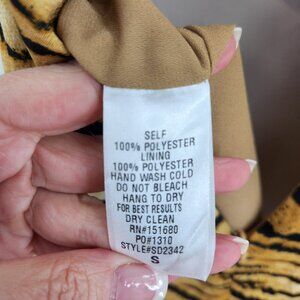 SELF
100% POLYESTER
LINING
100% POLYESTER
HAND WASH COLD
DO NOT BLEACH
HANG TO DRY
FOR BEST RESULTS
DRY CLEAN
RN#151680
PO#1310
STYLE#SD2342
S